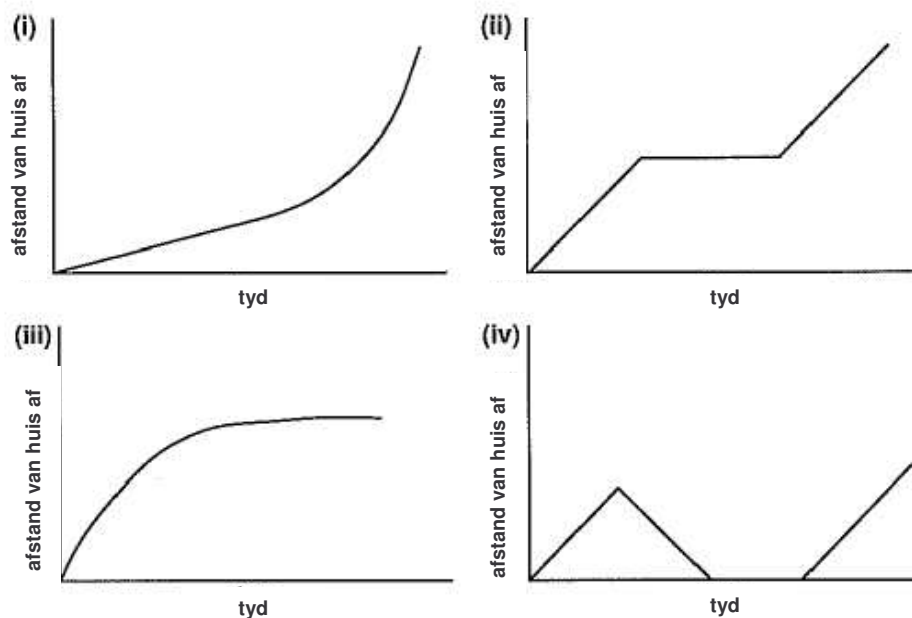 (i)
afstand van huis af
tyd
(ii)
afstand van huis af
tyd
(iii)
afstand van huis af
tyd
(iv)
afstand van huis af
tyd